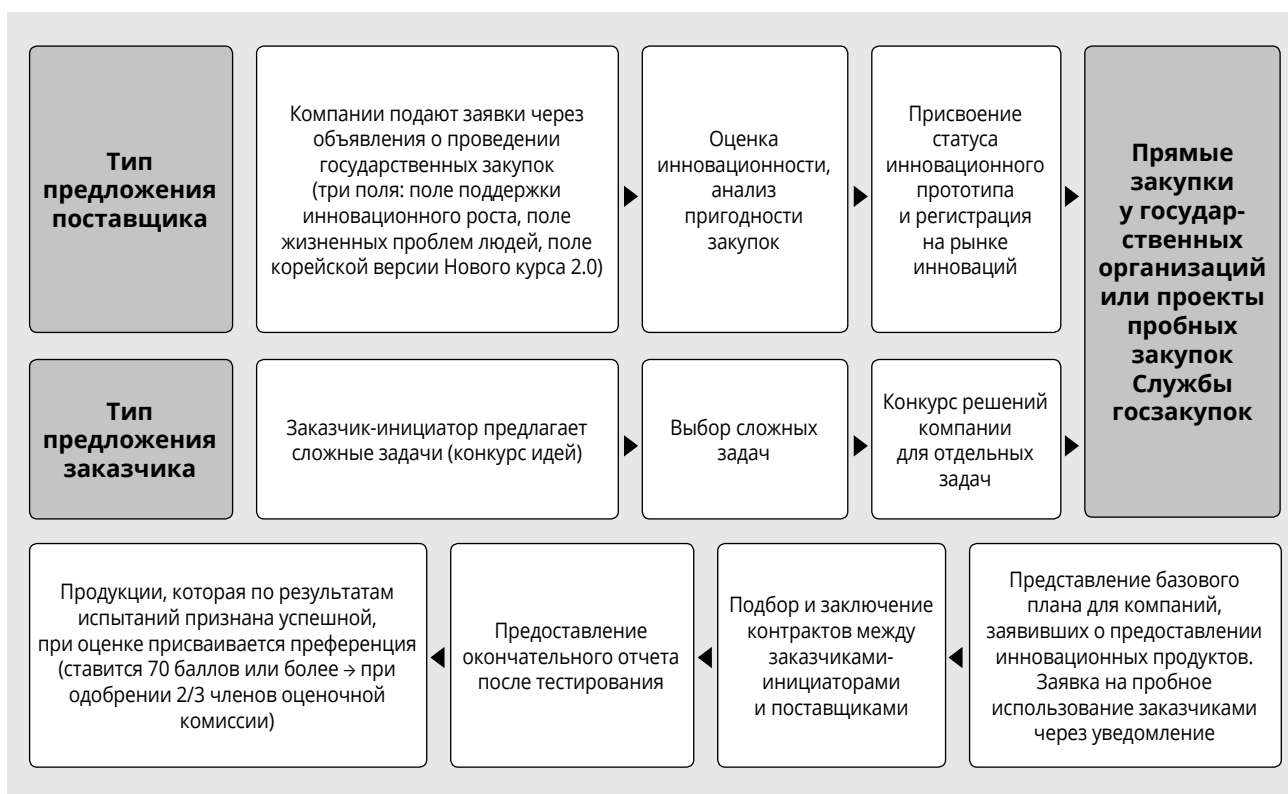 Тип
предложения
поставщика
Компании подают заявки через
объявления о проведении
государственных закупок
(три поля: поле поддержки
инновационного роста, поле
жизненных проблем людей, поле
корейской версии Нового курса 2.0)
Оценка
инновационности,
анализ
пригодности
закупок
Присвоение
статуса
инновационного
прототипа
и регистрация
на рынке
инноваций
Прямые
закупки
у государ-
ственных
организаций
или проекты
пробных
закупок
Службы
госзакупок
Тип
предложения
заказчика
Заказчик-инициатор предлагает
сложные задачи (конкурс идей)
Выбор сложных
задач
Конкурс решений
компании
для отдельных
задач
Продукции, которая по результатам
испытаний признана успешной,
при оценке присваивается преференция
(ставится 70 баллов или более → при
одобрении 2/3 членов оценочной
комиссии)
Предоставление
окончательного отчета
после тестирования
Подбор и заключение
контрактов между
заказчиками-
инициаторами
и поставщиками
Представление базового
плана для компаний,
заявивших о предоставлении
инновационных продуктов.
Заявка на пробное
использование заказчиками
через уведомление